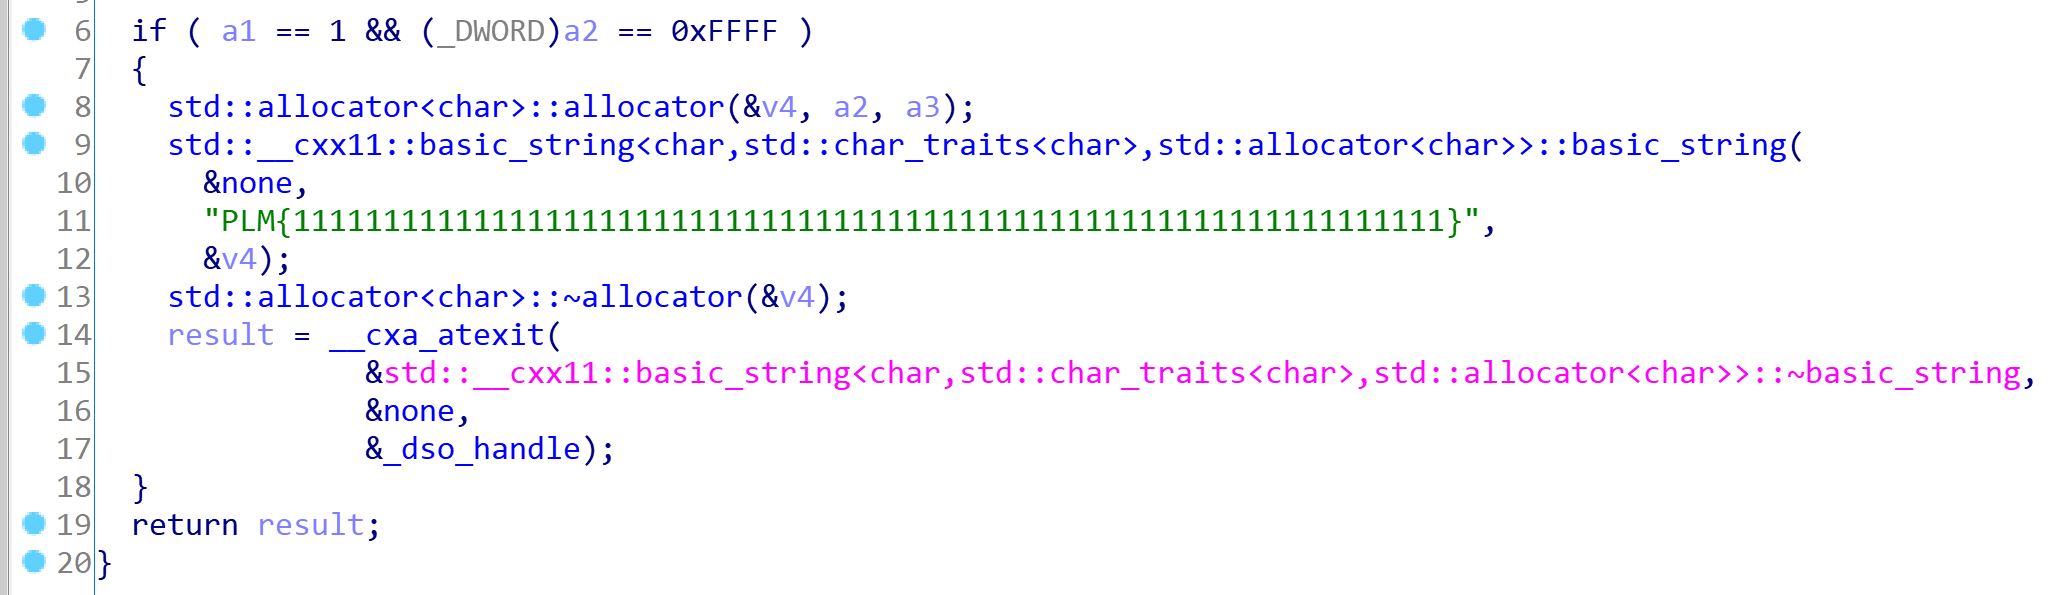 6 if ( a1 == 1 && (_DWORD)a2 == 0xFFFF )
7 {
8 std::allocator<char>::allocator(&v4, a2, a3);
9 std::__cxx11::basic_string<char,std::char_traits<char>,std::allocator<char>>::basic_string(
10 &none,
11 "PLM{1111111111111111111111111111111111111111111111111111111111111111}",
12 &v4);
13 std::allocator<char>::~allocator(&v4);
14 result = __cxa_atexit(
15 &std::__cxx11::basic_string<char,std::char_traits<char>,std::allocator<char>>::~basic_string,
16 &none,
17 &_dso_handle);
18 }
19 return result;
20 }